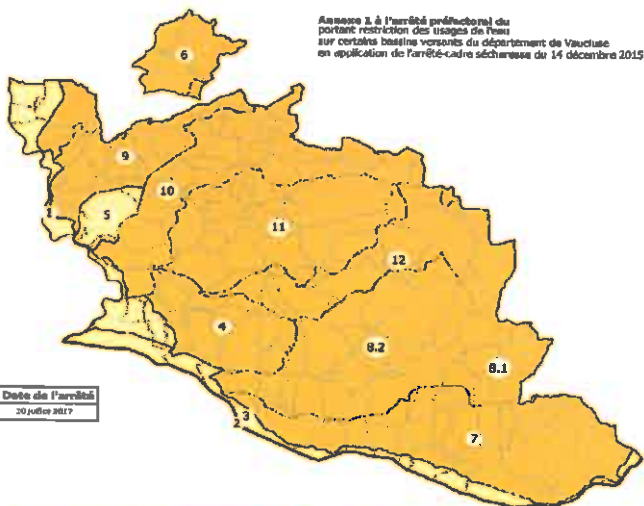 Annexe 1 à l'arrêté préfectoral du
portant restriction des usages de l'eau
sur certains bassins versants du département de Vaucluse
en application de l'arrêté-cadre sécheresse du 14 décembre 2015
6
9
10
1
5
11
12
4
8.2
8.1
3
2
7
Date de l'arrêté
20 juillet 2017